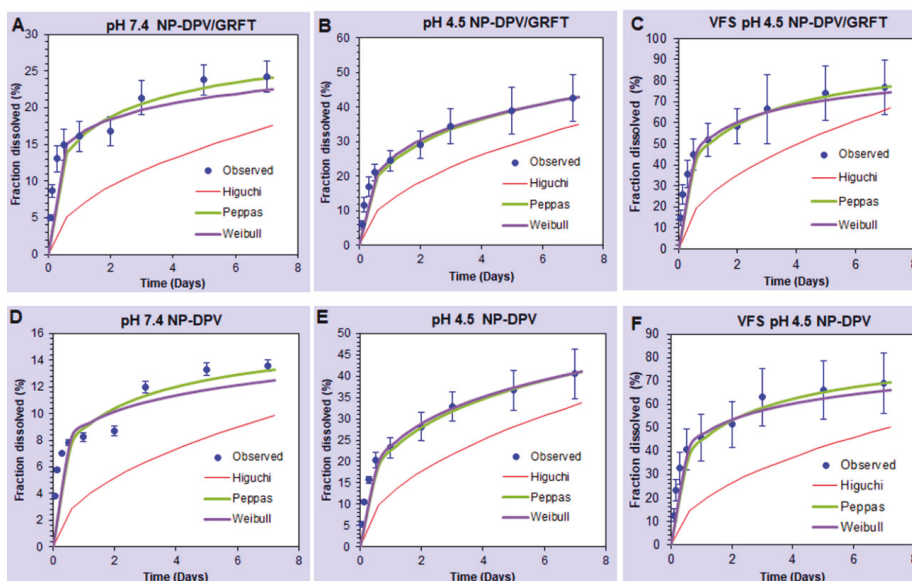 A
pH 7.4 NP-DPV/GRFT
Fraction dissolved (%)
30
25
20
15
10
5
0
Observed
Higuchi
Peppas
Weibull
0 2 4 6 8
Time (Days)
B
pH 4.5 NP-DPV/GRFT
Fraction dissolved (%)
60
50
40
30
20
10
0
Observed
Higuchi
Peppas
Weibull
0 2 4 6 8
Time (Days)
C
VFS pH 4.5 NP-DPV/GRFT
Fraction dissolved (%)
100
90
80
70
60
50
40
30
20
10
0
Observed
Higuchi
Peppas
Weibull
0 2 4 6 8
Time (Days)
D
pH 7.4 NP-DPV
Fraction dissolved (%)
16
14
12
10
8
6
4
2
0
Observed
Higuchi
Peppas
Weibull
0 2 4 6 8
Time (Days)
E
pH 4.5 NP-DPV
Fraction dissolved (%)
50
45
40
35
30
25
20
15
10
5
0
Observed
Higuchi
Peppas
Weibull
0 2 4 6 8
Time (Days)
F
VFS pH 4.5 NP-DPV
Fraction dissolved (%)
90
80
70
60
50
40
30
20
10
0
Observed
Higuchi
Peppas
Weibull
0 2 4 6 8
Time (Days)